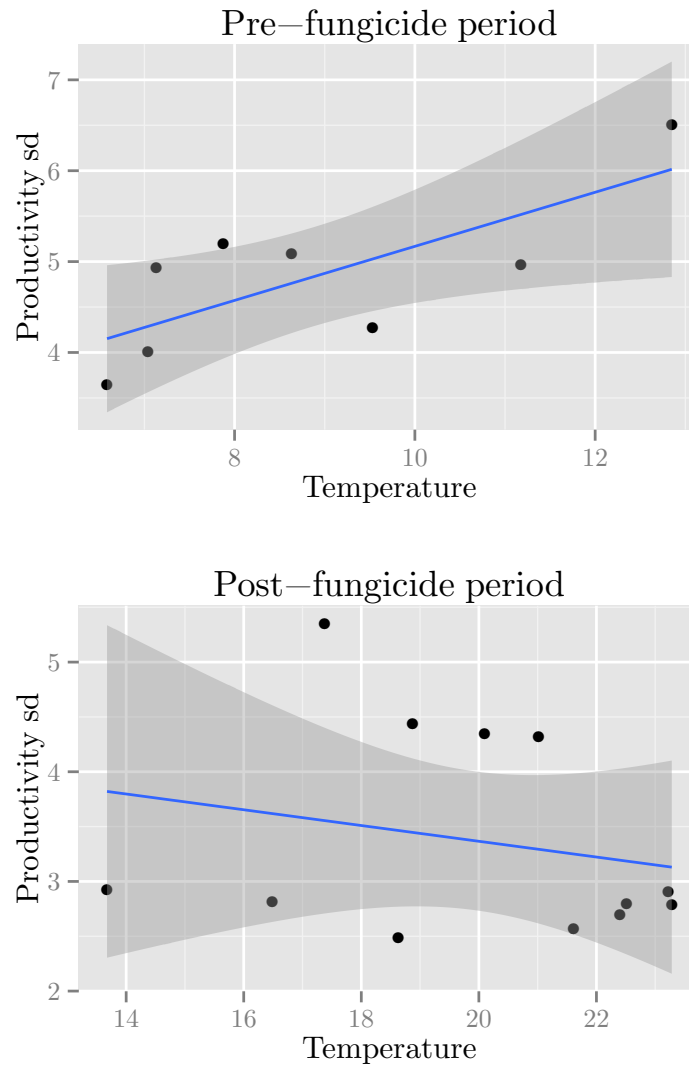 Pre−fungicide period
7
6
5
4
Productivity sd
8 10 12
Temperature
Post−fungicide period
5
4
3
2
Productivity sd
14 16 18 20 22
Temperature